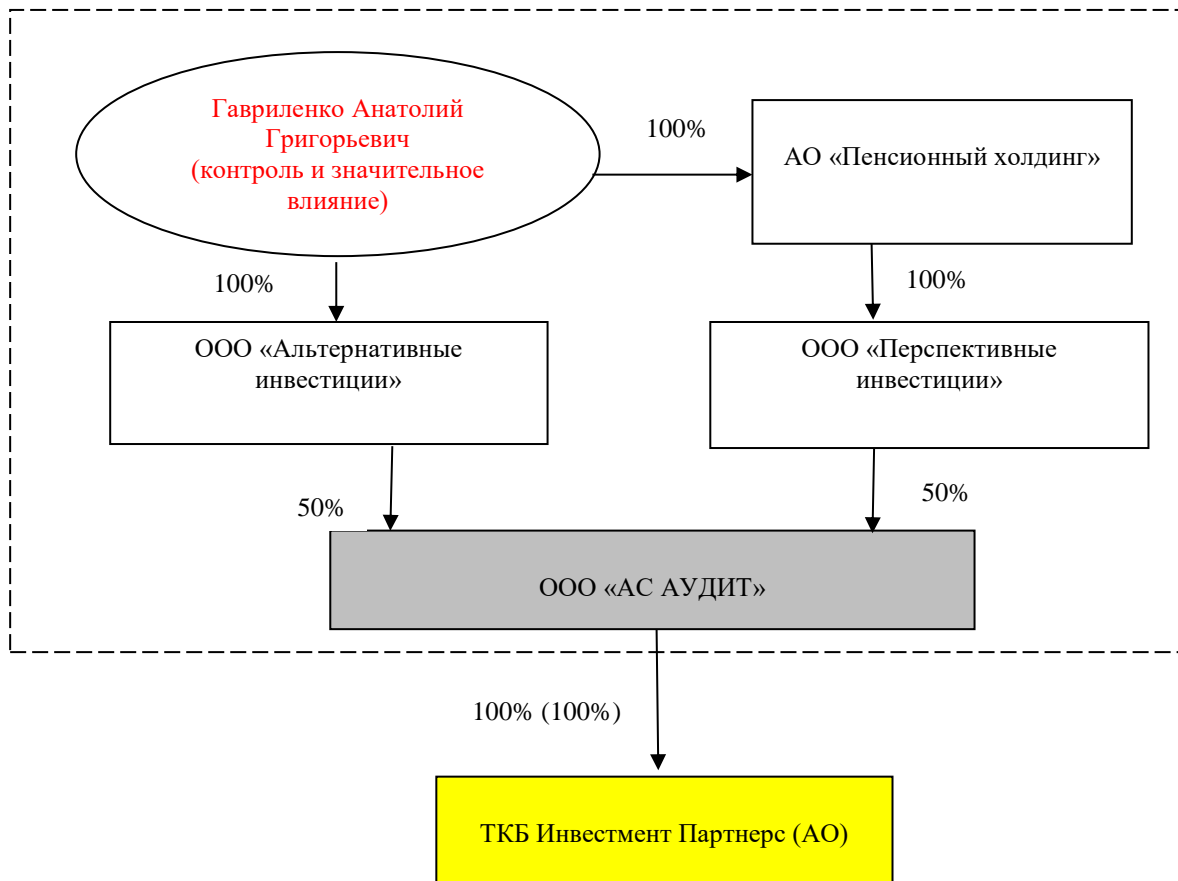 Гавриленко Анатолий
Григорьевич
(контроль и значительное
влияние)
100%
АО «Пенсионный холдинг»
100%
100%
ООО «Альтернативные
инвестиции»
ООО «Перспективные
инвестиции»
50%
50%
ООО «АС АУДИТ»
100% (100%)
ТКБ Инвестмент Партнерс (АО)